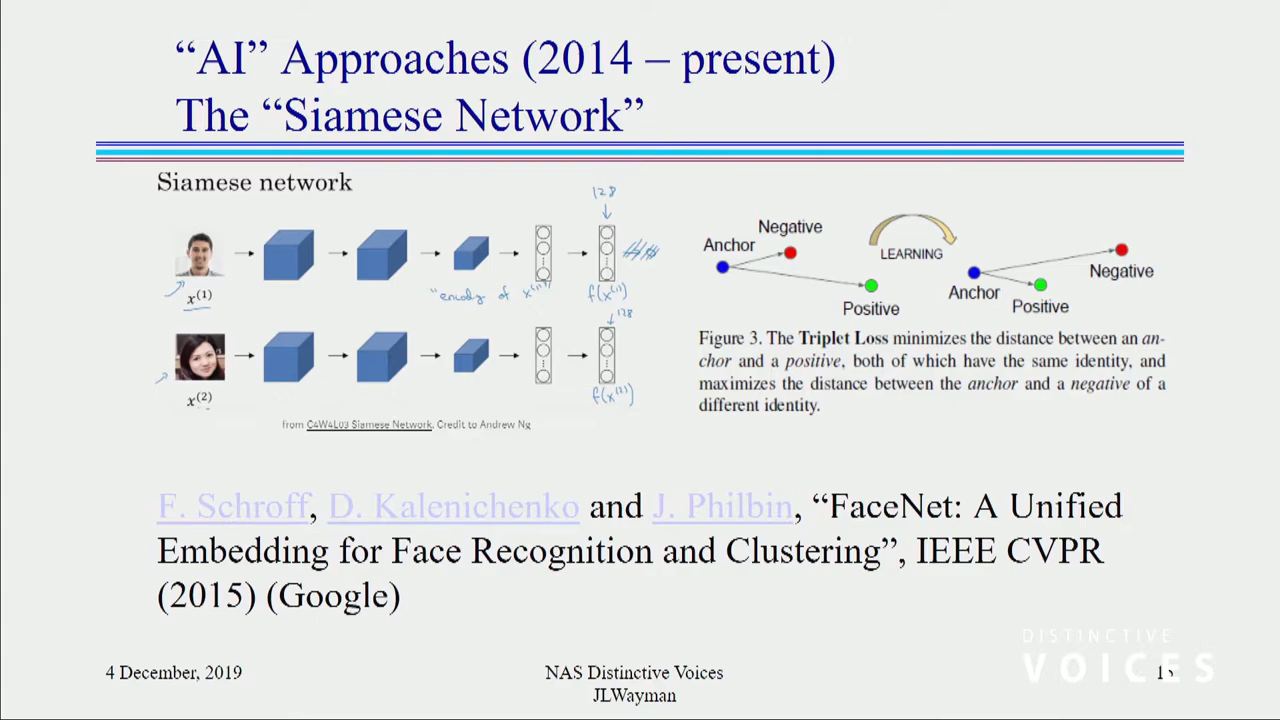 “AI” Approaches (2014 – present)
The “Siamese Network”
Siamese network
128
x(1)
f(x(1))
128
x(2)
f(x(2))
from C4W4L03 Siamese Network, Credit to Andrew Ng
Anchor
Negative
Positive
LEARNING
Anchor
Negative
Positive
Figure 3. The Triplet Loss minimizes the distance between an an-
chor and a positive, both of which have the same identity, and
maximizes the distance between the anchor and a negative of a
different identity.
F. Schroff, D. Kalenichenko and J. Philbin, “FaceNet: A Unified
Embedding for Face Recognition and Clustering”, IEEE CVPR
(2015) (Google)
4 December, 2019
NAS Distinctive Voices
JLWayman
DISTINCTIVE
VOICES